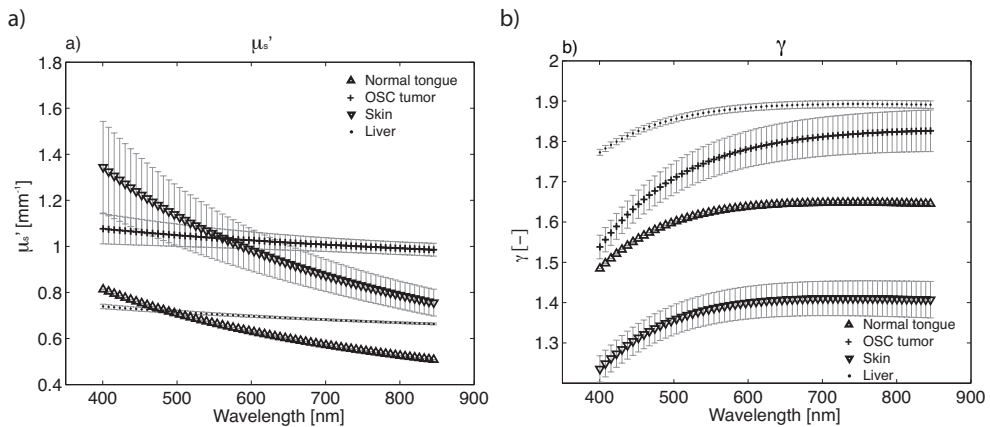 a)
a)
μs'
1.8
1.6
1.4
1.2
1
0.8
0.6
0.4
μs' [mm⁻¹]
Normal tongue
OSC tumor
Skin
Liver
400 500 600 700 800 900
Wavelength [nm]
b)
b)
γ
2
1.9
1.8
1.7
1.6
1.5
1.4
1.3
γ [−]
Normal tongue
OSC tumor
Skin
Liver
400 500 600 700 800 900
Wavelength [nm]